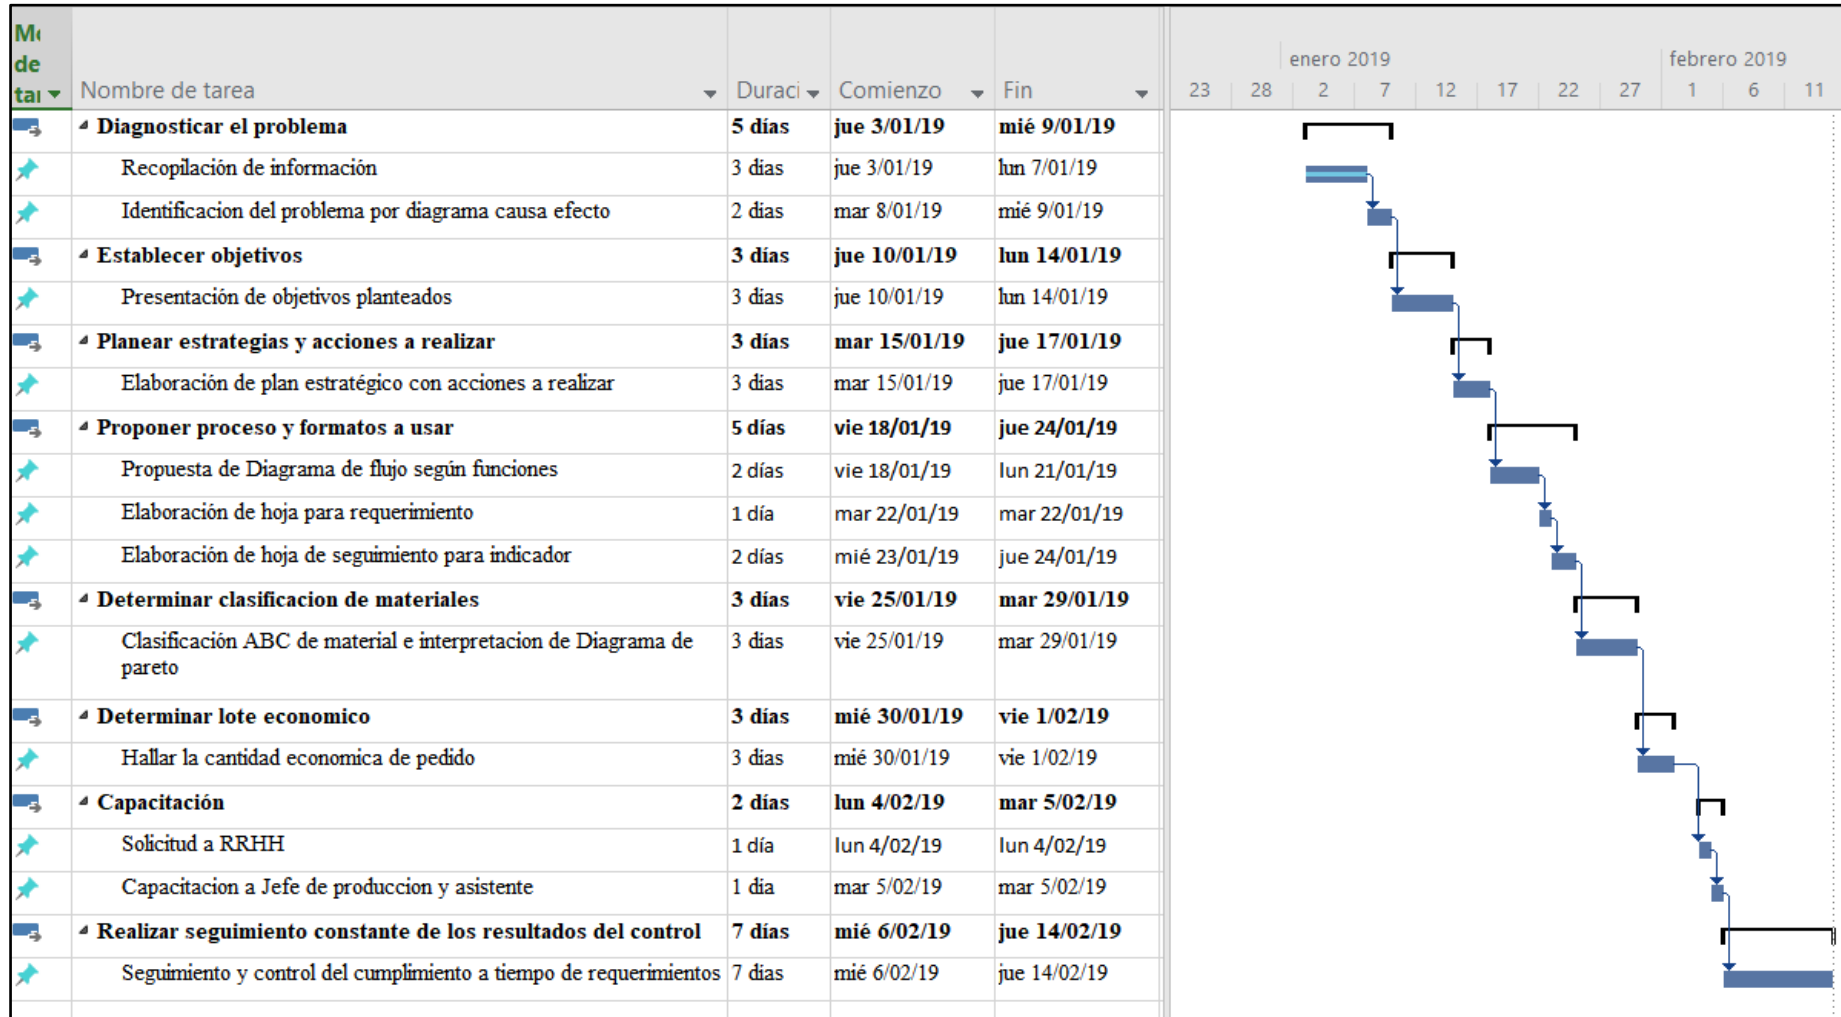 Mo
de
tar
Nombre de tarea Duraci Comienzo Fin
enero 2019 febrero 2019
23 28 2 7 12 17 22 27 1 6 11
Diagnosticar el problema 5 días jue 3/01/19 mié 9/01/19
Recopilación de información 3 dias jue 3/01/19 lun 7/01/19
Identificacion del problema por diagrama causa efecto 2 dias mar 8/01/19 mié 9/01/19
Establecer objetivos 3 días jue 10/01/19 lun 14/01/19
Presentación de objetivos planteados 3 dias jue 10/01/19 lun 14/01/19
Planear estrategias y acciones a realizar 3 días mar 15/01/19 jue 17/01/19
Elaboración de plan estratégico con acciones a realizar 3 dias mar 15/01/19 jue 17/01/19
Proponer proceso y formatos a usar 5 días vie 18/01/19 jue 24/01/19
Propuesta de Diagrama de flujo según funciones 2 días vie 18/01/19 lun 21/01/19
Elaboración de hoja para requerimiento 1 día mar 22/01/19 mar 22/01/19
Elaboración de hoja de seguimiento para indicador 2 días mié 23/01/19 jue 24/01/19
Determinar clasificacion de materiales 3 días vie 25/01/19 mar 29/01/19
Clasificación ABC de material e interpretacion de Diagrama de 3 dias vie 25/01/19 mar 29/01/19
pareto
Determinar lote economico 3 días mié 30/01/19 vie 1/02/19
Hallar la cantidad economica de pedido 3 dias mié 30/01/19 vie 1/02/19
Capacitación 2 días lun 4/02/19 mar 5/02/19
Solicitud a RRHH 1 día lun 4/02/19 lun 4/02/19
Capacitacion a Jefe de produccion y asistente 1 dia mar 5/02/19 mar 5/02/19
Realizar seguimiento constante de los resultados del control 7 días mié 6/02/19 jue 14/02/19
Seguimiento y control del cumplimiento a tiempo de requerimientos 7 dias mié 6/02/19 jue 14/02/19